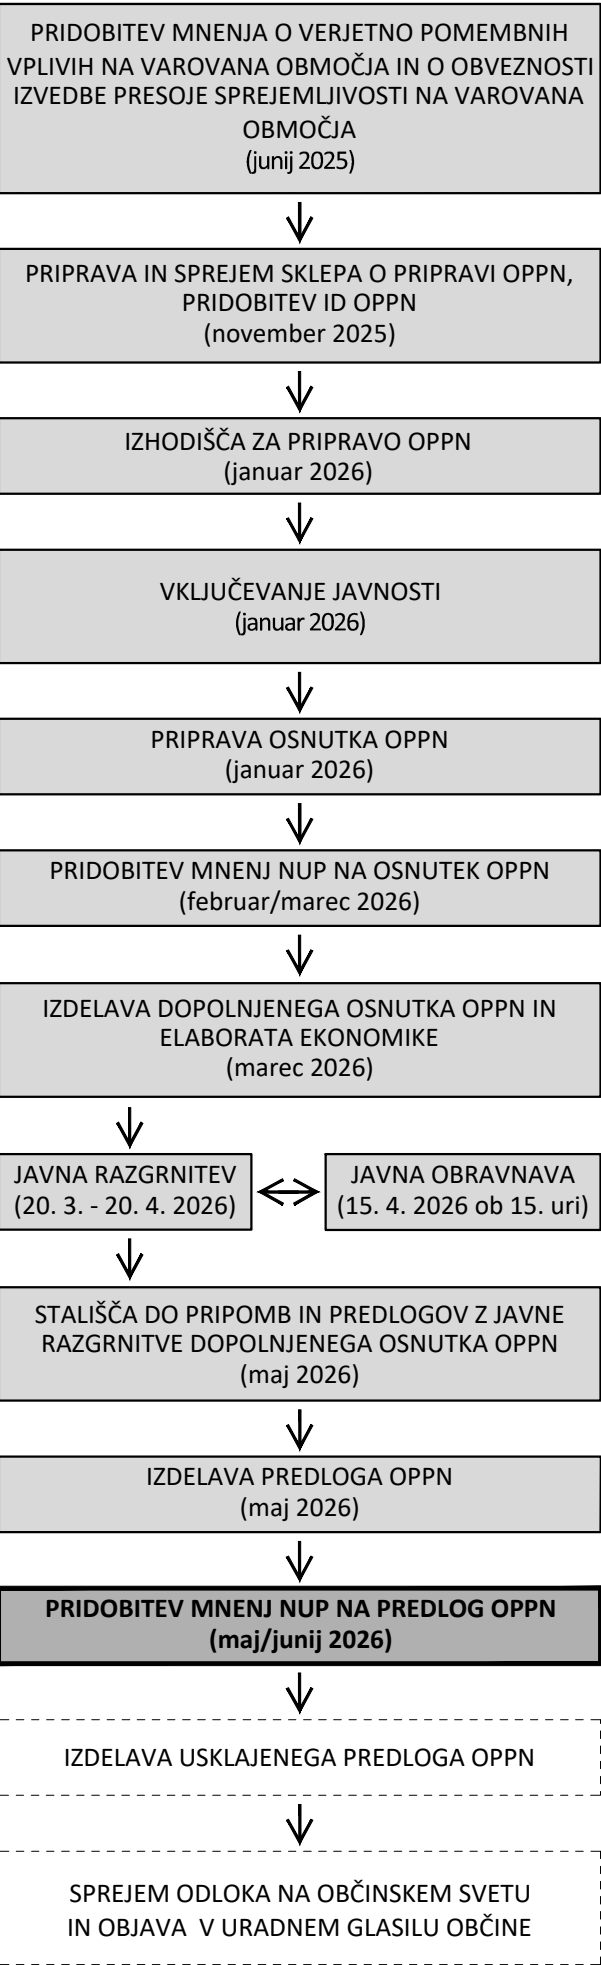 PRIDOBITEV MNENJA O VERJETNO POMEMBNIH
VPLIVIH NA VAROVANA OBMOČJA IN O OBVEZNOSTI
IZVEDBE PRESOJE SPREJEMLJIVOSTI NA VAROVANA
OBMOČJA
(junij 2025)
PRIPRAVA IN SPREJEM SKLEPA O PRIPRAVI OPPN,
PRIDOBITEV ID OPPN
(november 2025)
IZHODIŠČA ZA PRIPRAVO OPPN
(januar 2026)
VKLJUČEVANJE JAVNOSTI
(januar 2026)
PRIPRAVA OSNUTKA OPPN
(januar 2026)
PRIDOBITEV MNENJ NUP NA OSNUTEK OPPN
(februar/marec 2026)
IZDELAVA DOPOLNJENEGA OSNUTKA OPPN IN
ELABORATA EKONOMIKE
(marec 2026)
JAVNA RAZGRNITEV
(20. 3. - 20. 4. 2026)
JAVNA OBRAVNAVA
(15. 4. 2026 ob 15. uri)
STALIŠČA DO PRIPOMB IN PREDLOGOV Z JAVNE
RAZGRNITVE DOPOLNJENEGA OSNUTKA OPPN
(maj 2026)
IZDELAVA PREDLOGA OPPN
(maj 2026)
PRIDOBITEV MNENJ NUP NA PREDLOG OPPN
(maj/junij 2026)
IZDELAVA USKLAJENEGA PREDLOGA OPPN
SPREJEM ODLOKA NA OBČINSKEM SVETU
IN OBJAVA V URADNEM GLASILU OBČINE